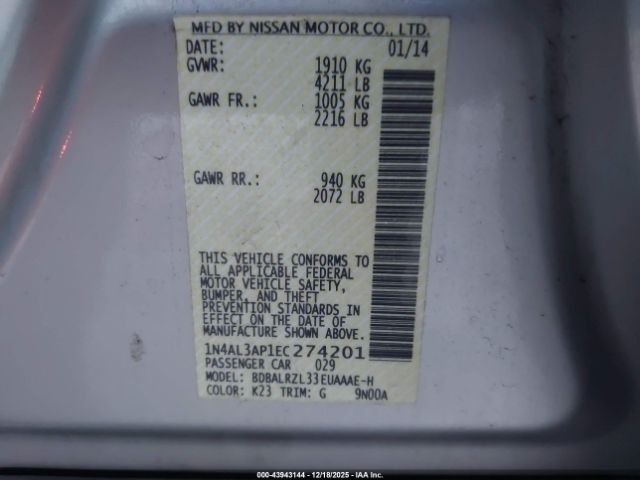 MFD BY NISSAN MOTOR CO., LTD.
DATE: 01/14
GVWR: 1910 KG
4211 LB
GAWR FR.: 1005 KG
2216 LB
GAWR RR.: 940 KG
2072 LB
THIS VEHICLE CONFORMS TO
ALL APPLICABLE FEDERAL
MOTOR VEHICLE SAFETY,
BUMPER, AND THEFT
PREVENTION STANDARDS IN
EFFECT ON THE DATE OF
MANUFACTURE SHOWN ABOVE.
1N4AL3AP1EC274201
PASSENGER CAR 029
MODEL: BDBALRZL33EUAAAE-H
COLOR: K23 TRIM: G 9N00A
000-43943144 - 12/18/2025 - IAA Inc.